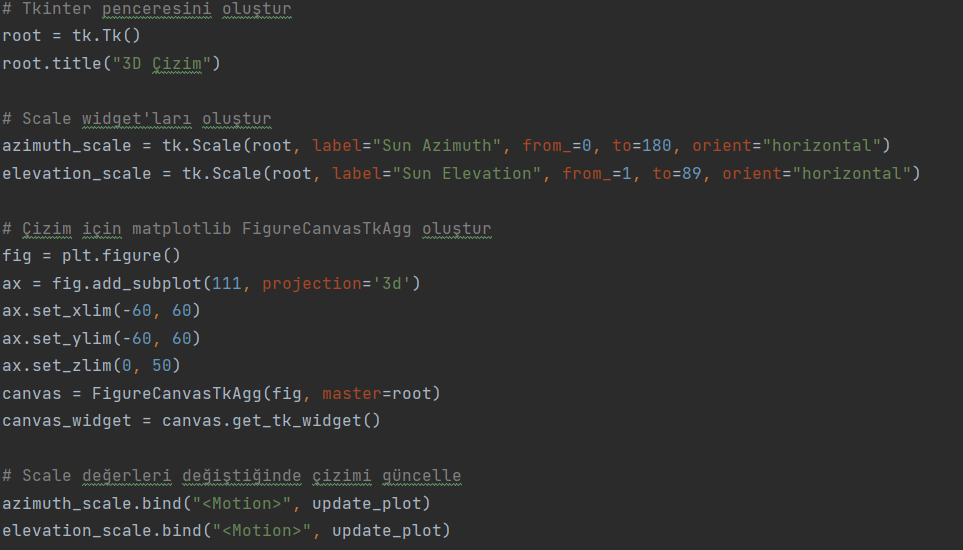 # Tkinter penceresini oluştur
root = tk.Tk()
root.title("3D Çizim")
# Scale widget'ları oluştur
azimuth_scale = tk.Scale(root, label="Sun Azimuth", from_=0, to=180, orient="horizontal")
elevation_scale = tk.Scale(root, label="Sun Elevation", from_=1, to=89, orient="horizontal")
# Çizim için matplotlib FigureCanvasTkAgg oluştur
fig = plt.figure()
ax = fig.add_subplot(111, projection='3d')
ax.set_xlim(-60, 60)
ax.set_ylim(-60, 60)
ax.set_zlim(0, 50)
canvas = FigureCanvasTkAgg(fig, master=root)
canvas_widget = canvas.get_tk_widget()
# Scale değerleri değiştiğinde çizimi güncelle
azimuth_scale.bind("<Motion>", update_plot)
elevation_scale.bind("<Motion>", update_plot)